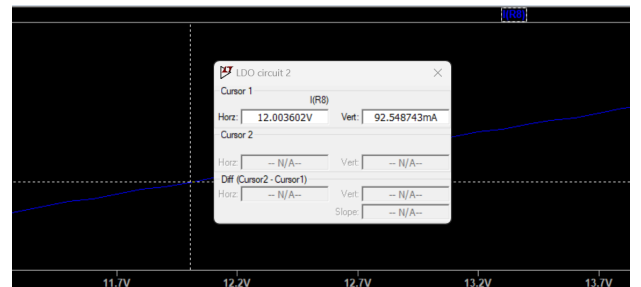 I(R8)
LDO circuit 2
Cursor 1
I(R8)
Horz: 12.003602V Vert: 92.548743mA
Cursor 2
Horz: -- N/A-- Vert: -- N/A--
Diff (Cursor2 - Cursor1)
Horz: -- N/A-- Vert: -- N/A--
Slope: -- N/A--
11.7V 12.2V 12.7V 13.2V 13.7V